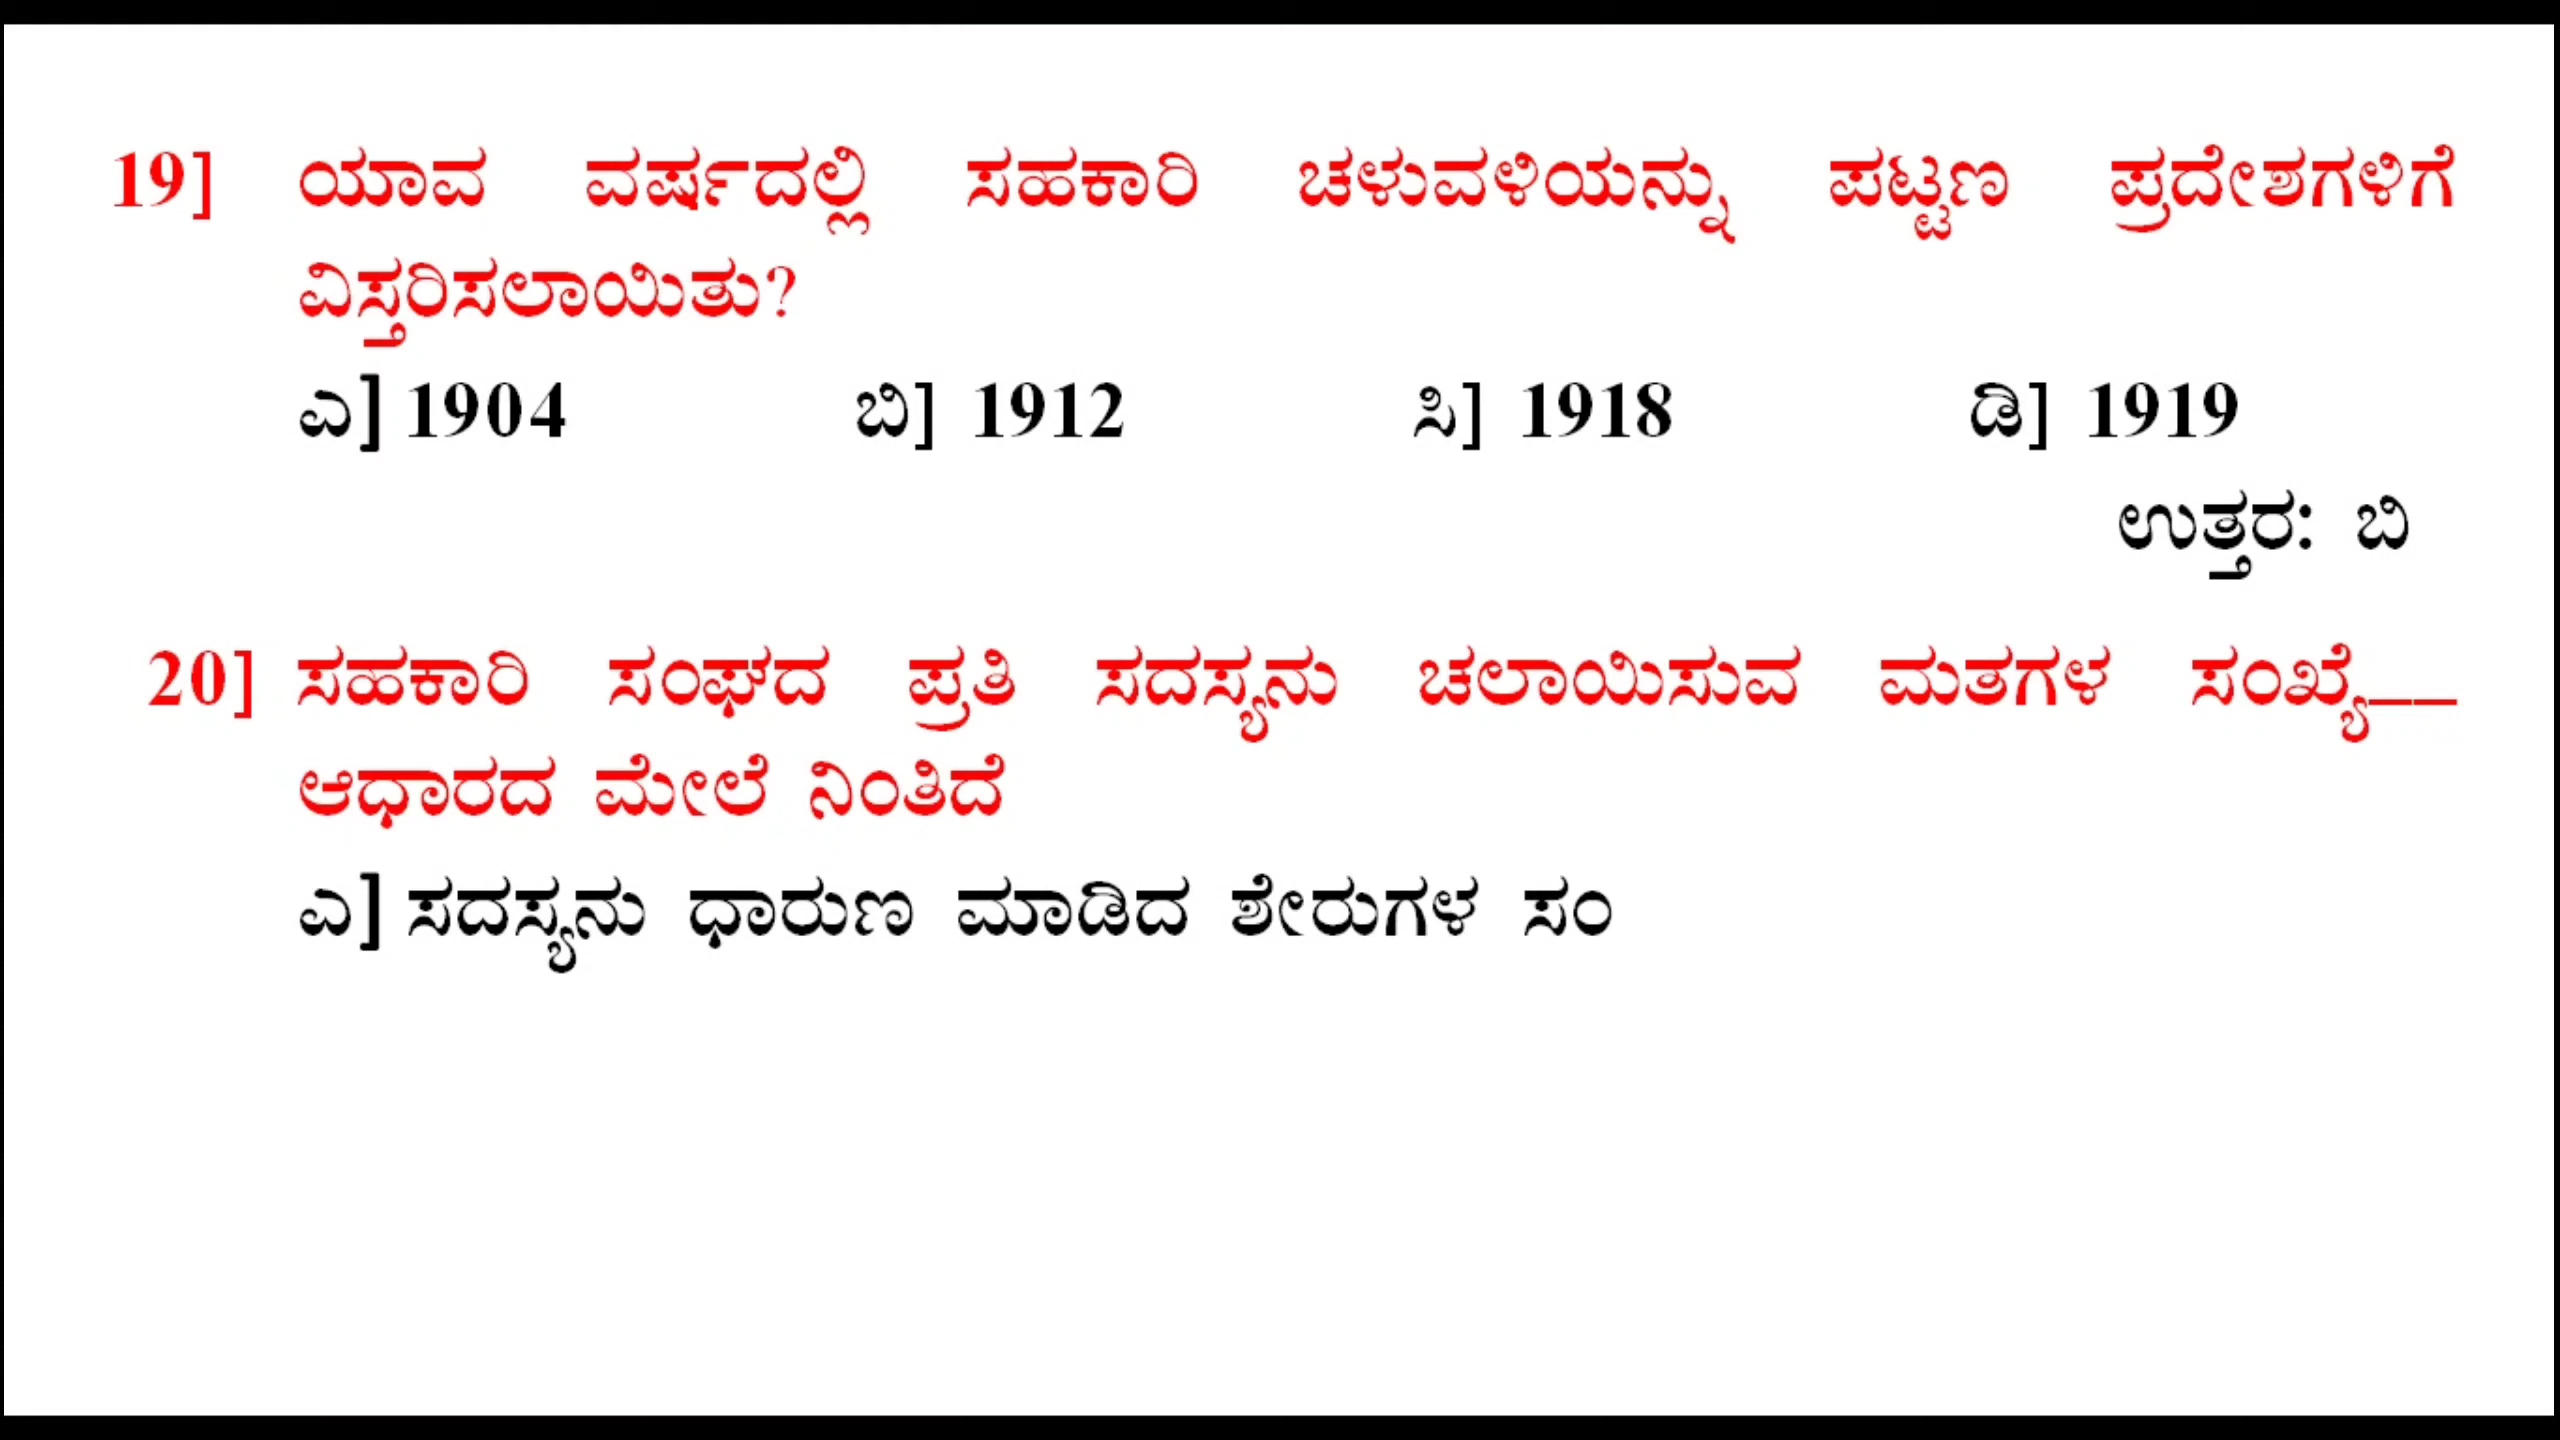 19] ಯಾವ ವರ್ಷದಲ್ಲಿ ಸಹಕಾರಿ ಚಳುವಳಿಯನ್ನು ಪಟ್ಟಣ ಪ್ರದೇಶಗಳಿಗೆ
ವಿಸ್ತರಿಸಲಾಯಿತು?
ಎ] 1904 ಬಿ] 1912 ಸಿ] 1918 ಡಿ] 1919
ಉತ್ತರ: ಬಿ
20] ಸಹಕಾರಿ ಸಂಘದ ಪ್ರತಿ ಸದಸ್ಯನು ಚಲಾಯಿಸುವ ಮತಗಳ ಸಂಖ್ಯೆ__
ಆಧಾರದ ಮೇಲೆ ನಿಂತಿದೆ
ಎ] ಸದಸ್ಯನು ಧಾರುಣ ಮಾಡಿದ ಶೇರುಗಳ ಸಂ